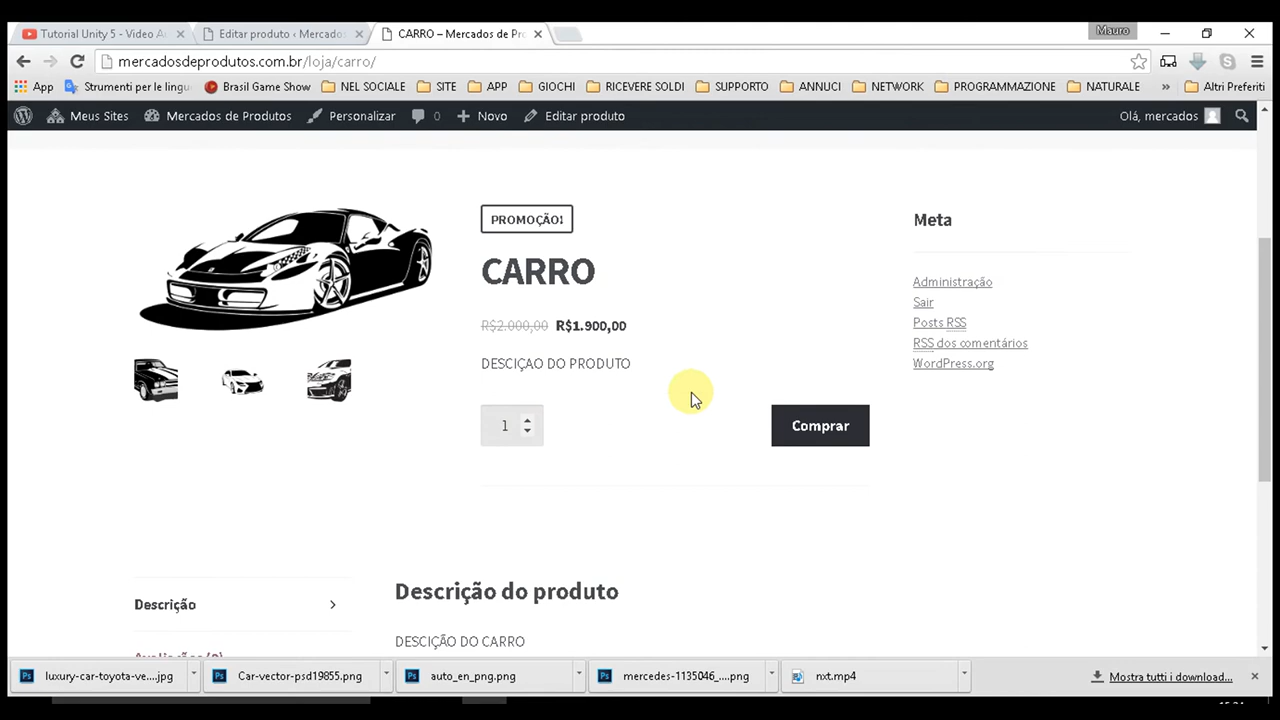 Mauro
Tutorial Unity 5 - Video A
Editar produto ‹ Mercados
CARRO – Mercados de Pr
mercadosdeprodutos.com.br/loja/carro/
App Strumenti per le lingu Brasil Game Show NEL SOCIALE SITE APP GIOCHI RICEVERE SOLDI SUPPORTO ANNUCI NETWORK PROGRAMMAZIONE NATURALE » Altri Preferiti
Meus Sites Mercados de Produtos Personalizar 0 Novo Editar produto Olá, mercados
PROMOÇÃO!
CARRO
R$2.000,00 R$1.900,00
DESCIÇAO DO PRODUTO
1
Comprar
Meta
Administração
Sair
Posts RSS
RSS dos comentários
WordPress.org
Descrição
Descrição do produto
DESCIÇÃO DO CARRO
luxury-car-toyota-ve....jpg Car-vector-psd19855.png auto_en_png.png mercedes-1135046_....png nxt.mp4 Mostra tutti i download...